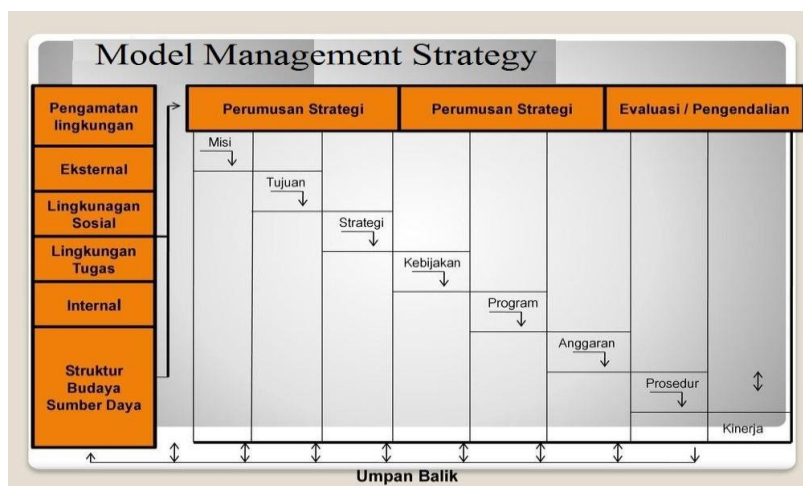 Model Management Strategy
Pengamatan
lingkungan
Perumusan Strategi
Perumusan Strategi
Evaluasi / Pengendalian
Misi
Eksternal
Tujuan
Lingkunagan
Sosial
Strategi
Lingkungan
Tugas
Kebijakan
Internal
Program
Anggaran
Struktur
Budaya
Sumber Daya
Prosedur
Kinerja
Umpan Balik